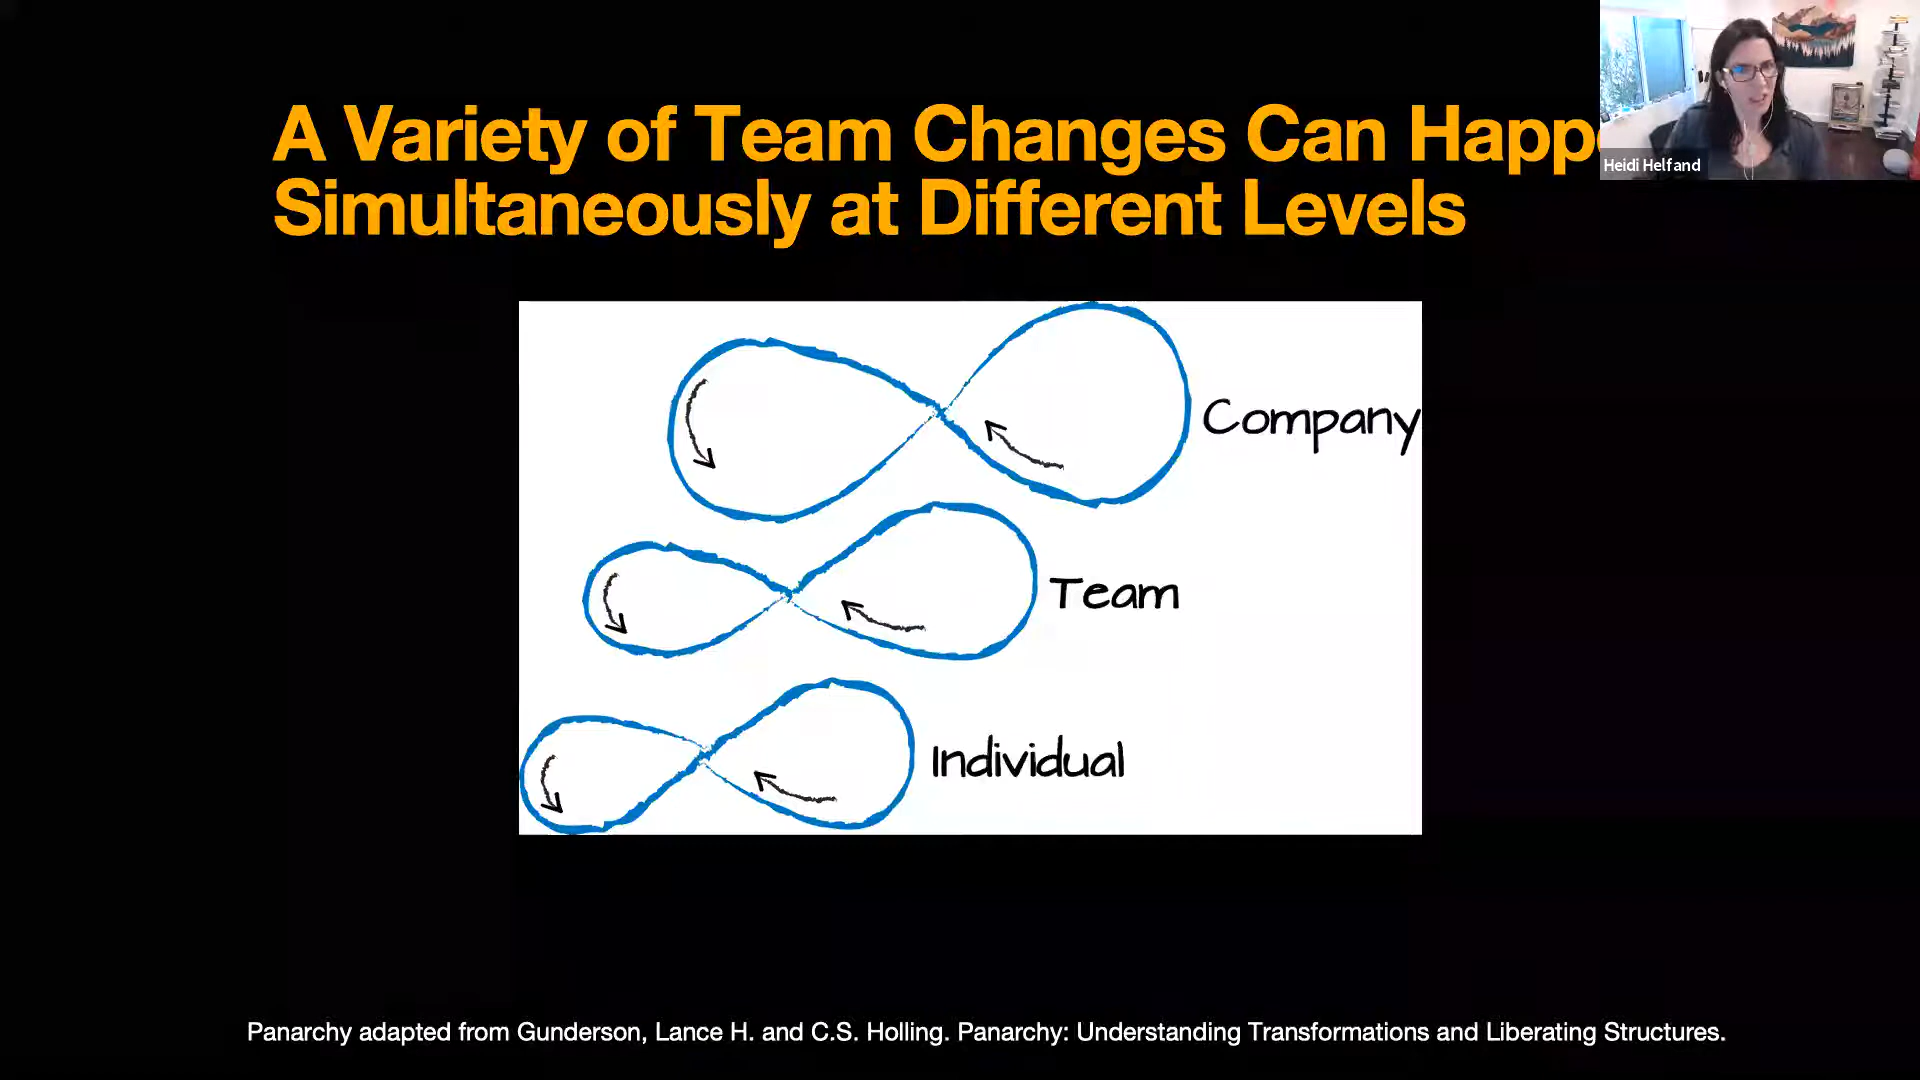 A Variety of Team Changes Can Happe
Simultaneously at Different Levels
Heidi Helfand
Company
Team
Individual
Panarchy adapted from Gunderson, Lance H. and C.S. Holling. Panarchy: Understanding Transformations and Liberating Structures.